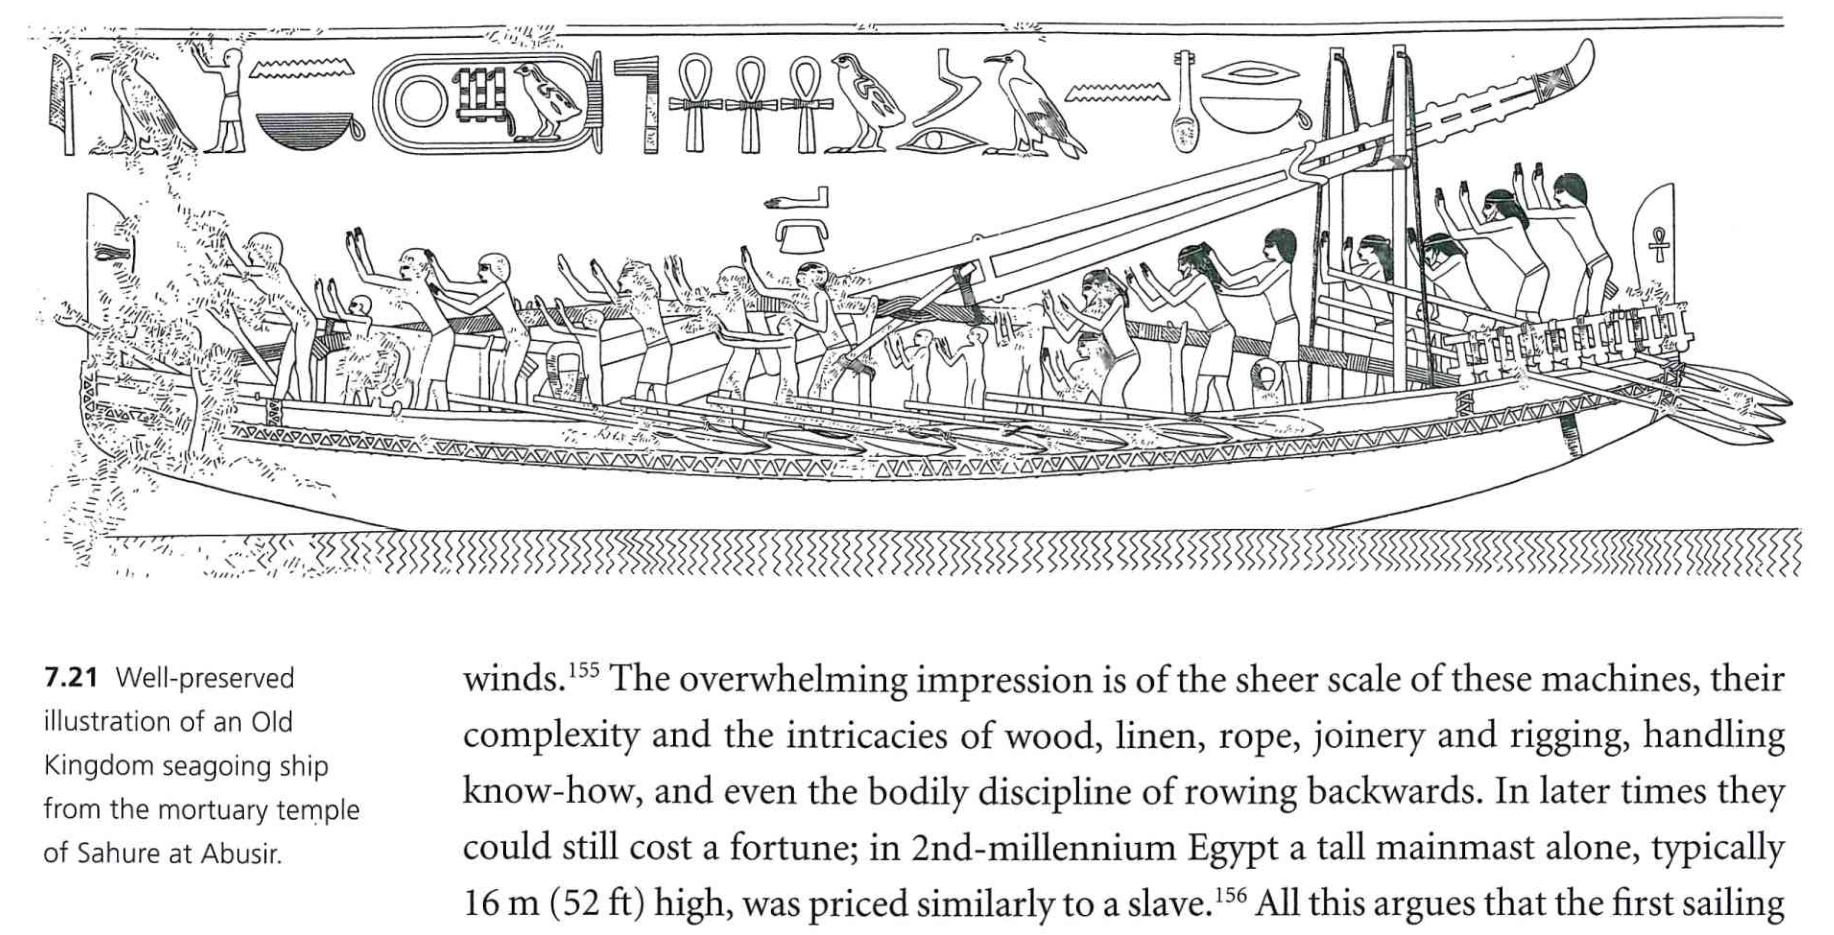 7.21 Well-preserved
illustration of an Old
Kingdom seagoing ship
from the mortuary temple
of Sahure at Abusir.
winds.¹⁵⁵ The overwhelming impression is of the sheer scale of these machines, their
complexity and the intricacies of wood, linen, rope, joinery and rigging, handling
know-how, and even the bodily discipline of rowing backwards. In later times they
could still cost a fortune; in 2nd-millennium Egypt a tall mainmast alone, typically
16 m (52 ft) high, was priced similarly to a slave.¹⁵⁶ All this argues that the first sailing